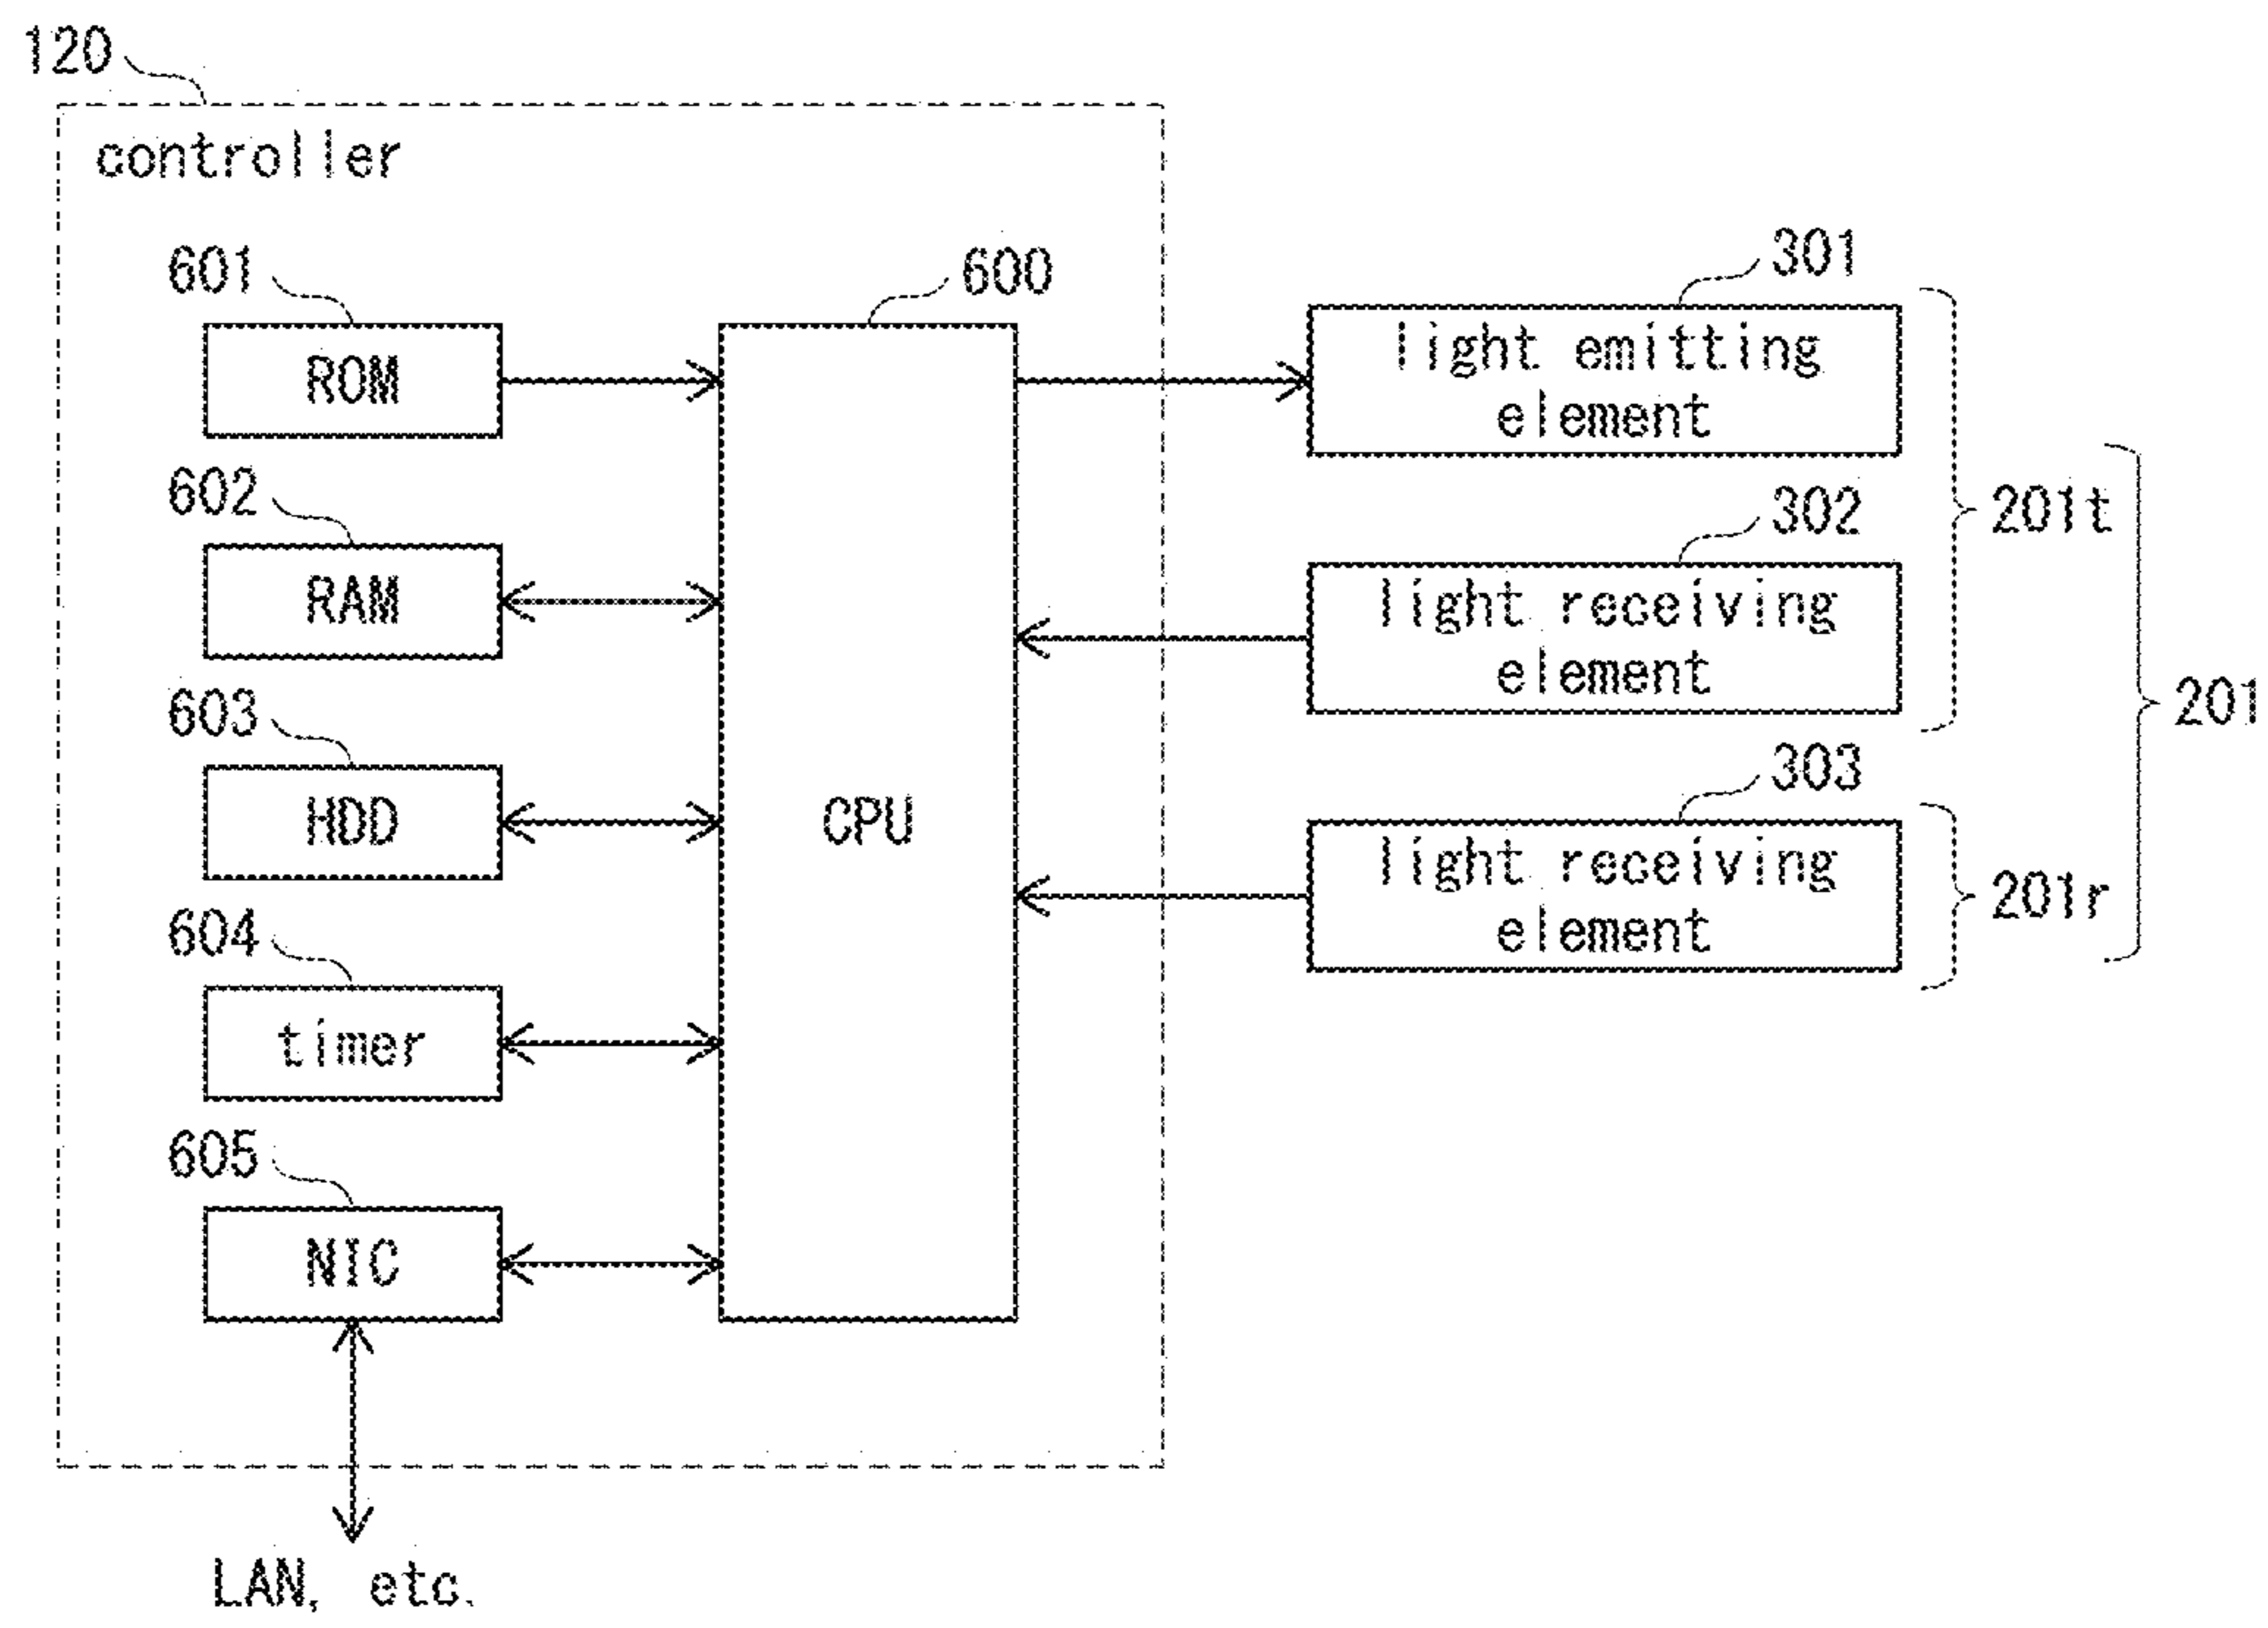 120
controller
601
600
301
ROM
light emitting
element
602
302
201t
RAM
light receiving
element
603
201
303
HDD
CPU
light receiving
element
201r
604
timer
605
NIC
LAN, etc.